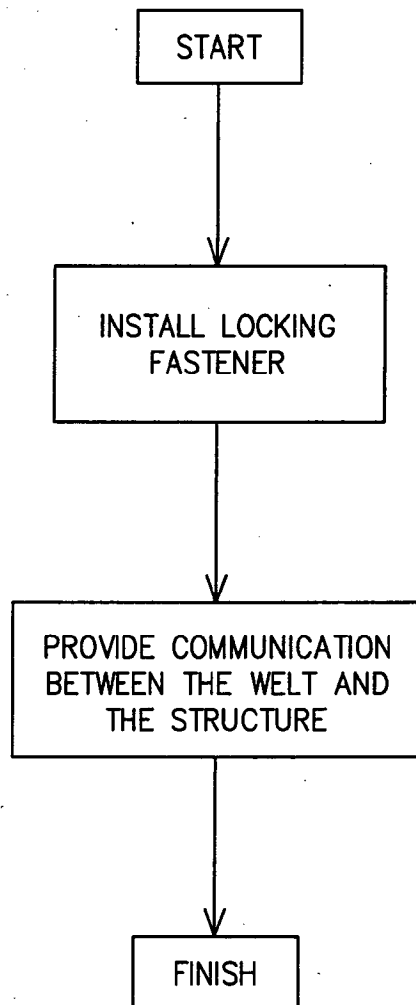 START
INSTALL LOCKING
FASTENER
PROVIDE COMMUNICATION
BETWEEN THE WELT AND
THE STRUCTURE
FINISH